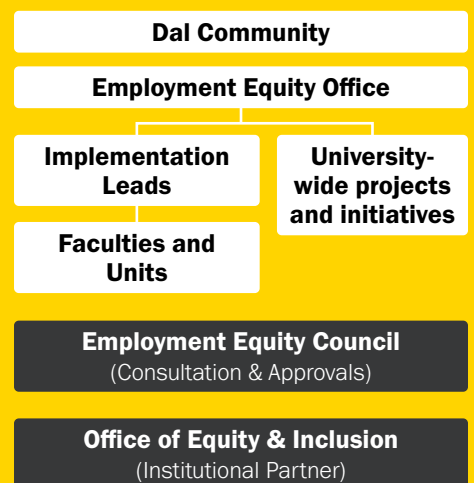 Dal Community
Employment Equity Office
Implementation
Leads
University-
wide projects
and initiatives
Faculties and
Units
Employment Equity Council
(Consultation & Approvals)
Office of Equity & Inclusion
(Institutional Partner)